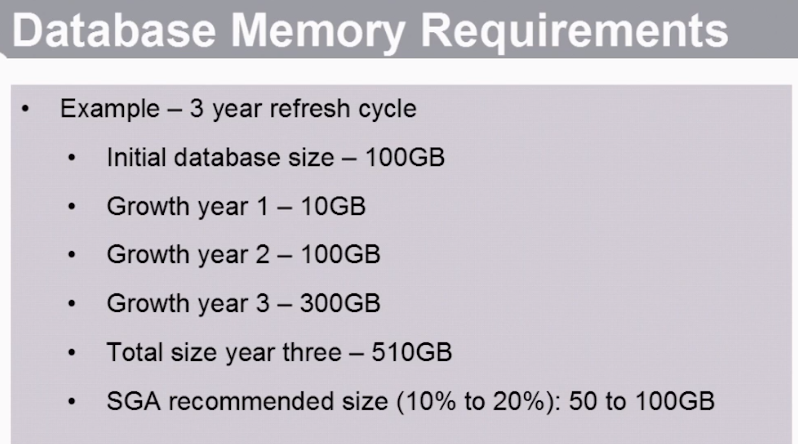 Database Memory Requirements
• Example – 3 year refresh cycle
• Initial database size – 100GB
• Growth year 1 – 10GB
• Growth year 2 – 100GB
• Growth year 3 – 300GB
• Total size year three – 510GB
• SGA recommended size (10% to 20%): 50 to 100GB